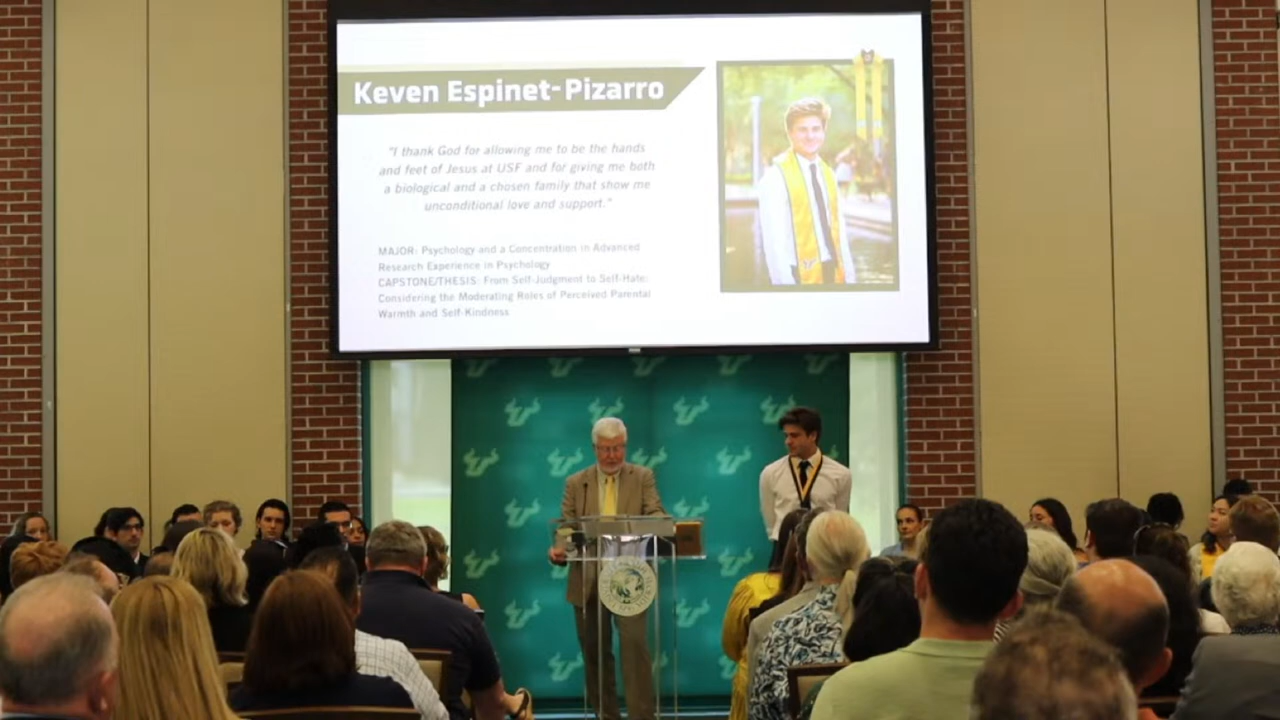 Keven Espinet-Pizarro
"I thank God for allowing me to be the hands
and feet of Jesus at USF and for giving me both
a biological and a chosen family that show me
unconditional love and support."
MAJOR: Psychology and a Concentration in Advanced
Research Experience in Psychology
CAPSTONE/THESIS: From Self-Judgment to Self-Hate:
Considering the Moderating Roles of Perceived Parental
Warmth and Self-Kindness